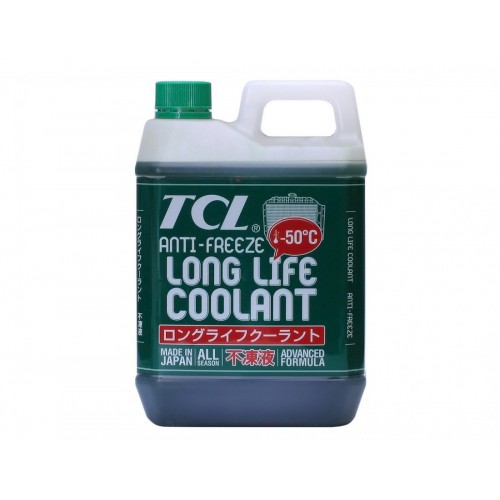 TCL®
ANTI-FREEZE
-50°C
LONG LIFE
COOLANT
ロングライフクーラント
MADE IN
JAPAN
ALL
SEASON
不凍液
ADVANCED
FORMULA
ロングライフクーラント 不凍液
LONG LIFE COOLANT ANTI-FREEZE